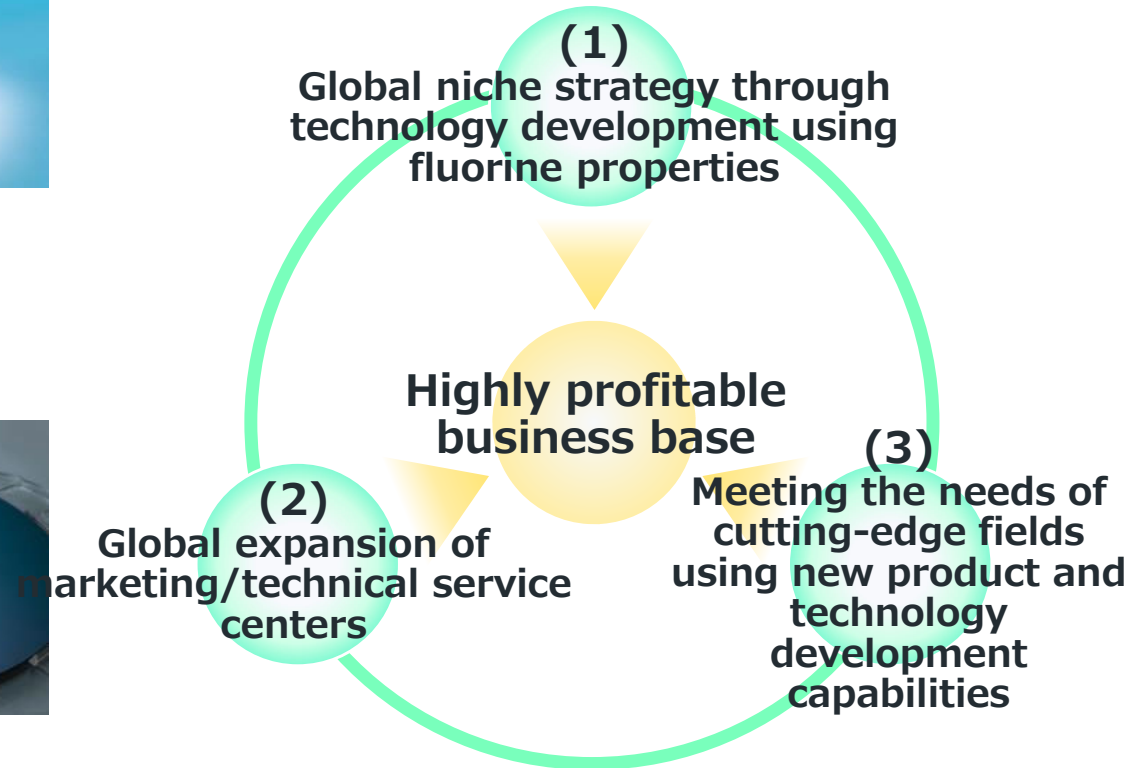 (1)
Global niche strategy through
technology development using
fluorine properties
Highly profitable
business base
(2)
Global expansion of
marketing/technical service
centers
(3)
Meeting the needs of
cutting-edge fields
using new product and
technology
development
capabilities